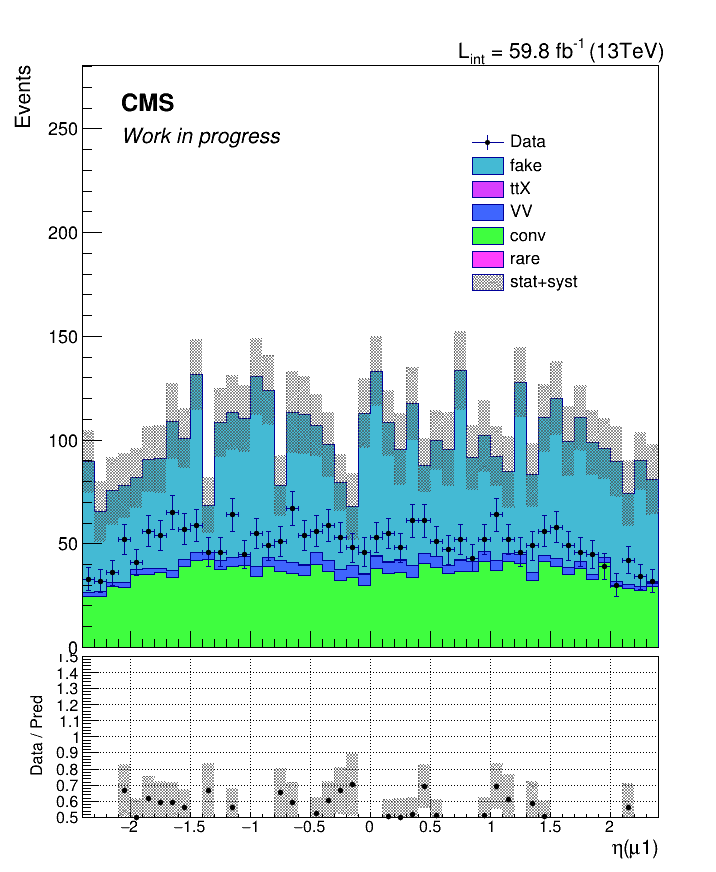 L_int = 59.8 fb^-1 (13TeV)
Events
CMS
Work in progress
250
200
150
100
50
0
Data
fake
ttX
VV
conv
rare
stat+syst
Data / Pred
1.5
1.4
1.3
1.2
1.1
1
0.9
0.8
0.7
0.6
0.5
−2 −1.5 −1 −0.5 0 0.5 1 1.5 2
η(μ1)